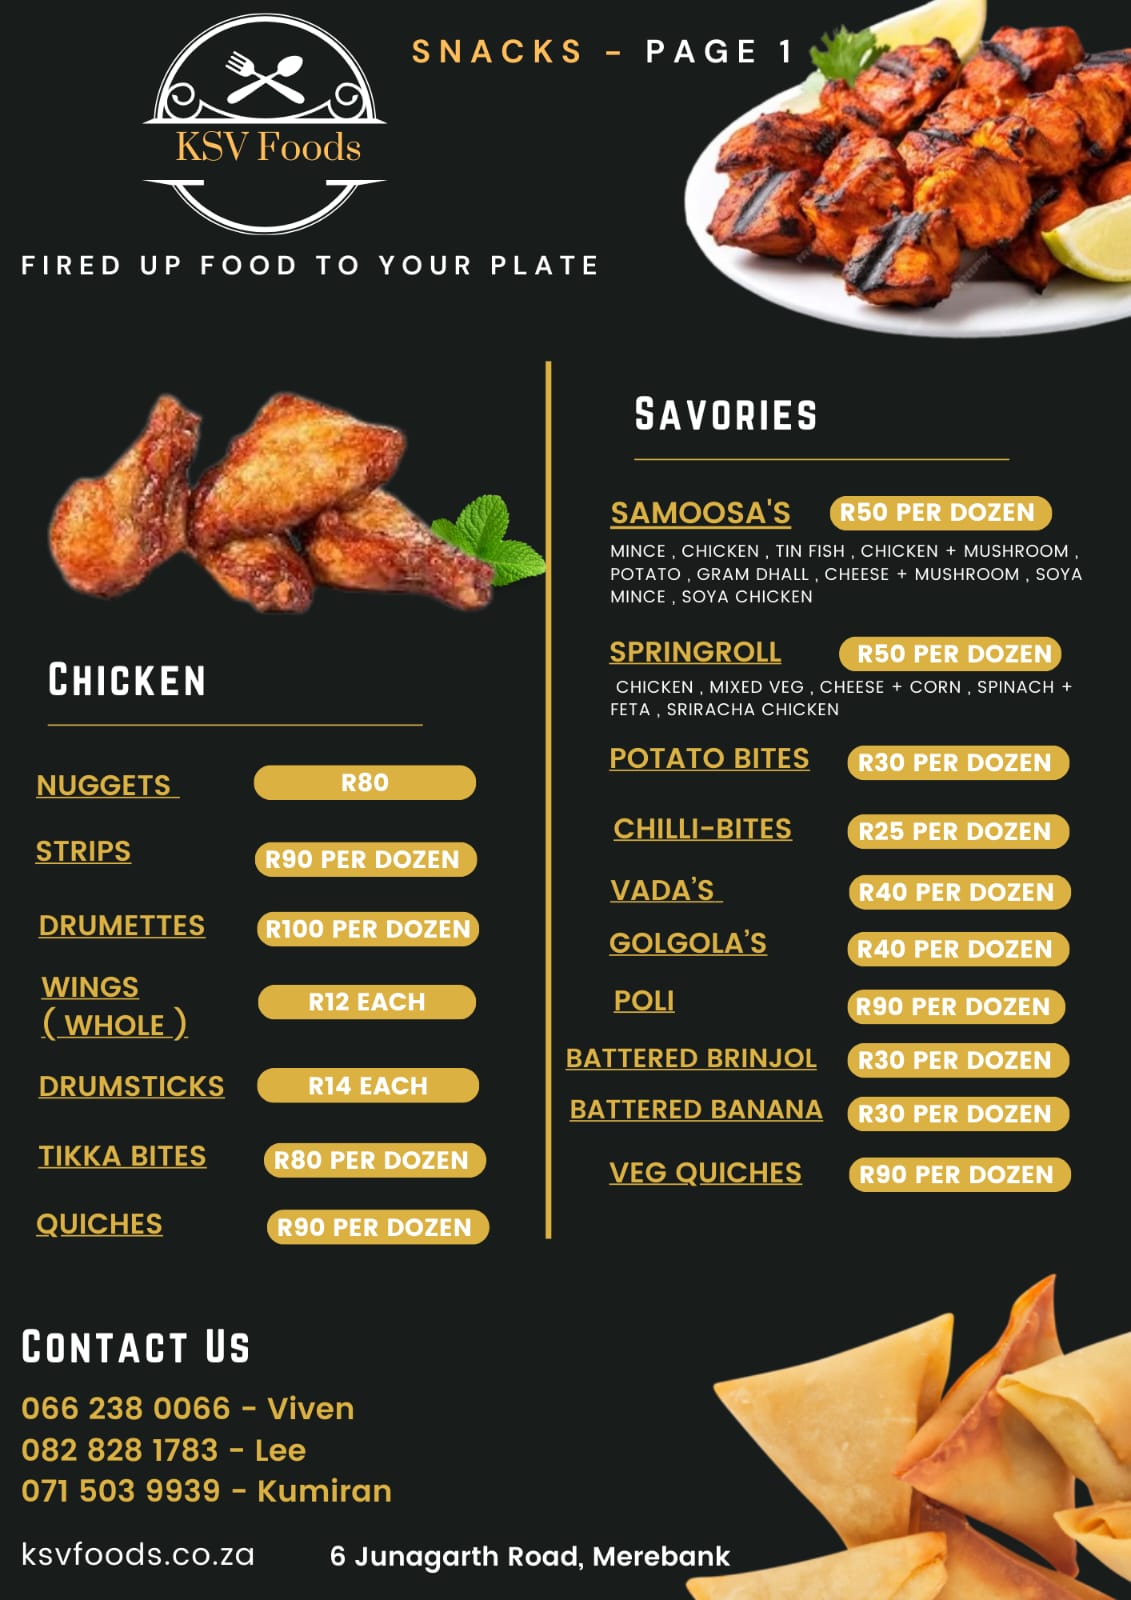 SNACKS - PAGE 1
KSV Foods
FIRED UP FOOD TO YOUR PLATE
CHICKEN
NUGGETS R80
STRIPS R90 PER DOZEN
DRUMETTES R100 PER DOZEN
WINGS
( WHOLE ) R12 EACH
DRUMSTICKS R14 EACH
TIKKA BITES R80 PER DOZEN
QUICHES R90 PER DOZEN
SAVORIES
SAMOOSA'S R50 PER DOZEN
MINCE , CHICKEN , TIN FISH , CHICKEN + MUSHROOM ,
POTATO , GRAM DHALL , CHEESE + MUSHROOM , SOYA
MINCE , SOYA CHICKEN
SPRINGROLL R50 PER DOZEN
CHICKEN , MIXED VEG , CHEESE + CORN , SPINACH +
FETA , SRIRACHA CHICKEN
POTATO BITES R30 PER DOZEN
CHILLI-BITES R25 PER DOZEN
VADA’S R40 PER DOZEN
GOLGOLA’S R40 PER DOZEN
POLI R90 PER DOZEN
BATTERED BRINJOL R30 PER DOZEN
BATTERED BANANA R30 PER DOZEN
VEG QUICHES R90 PER DOZEN
CONTACT US
066 238 0066 - Viven
082 828 1783 - Lee
071 503 9939 - Kumiran
ksvfoods.co.za 6 Junagarth Road, Merebank